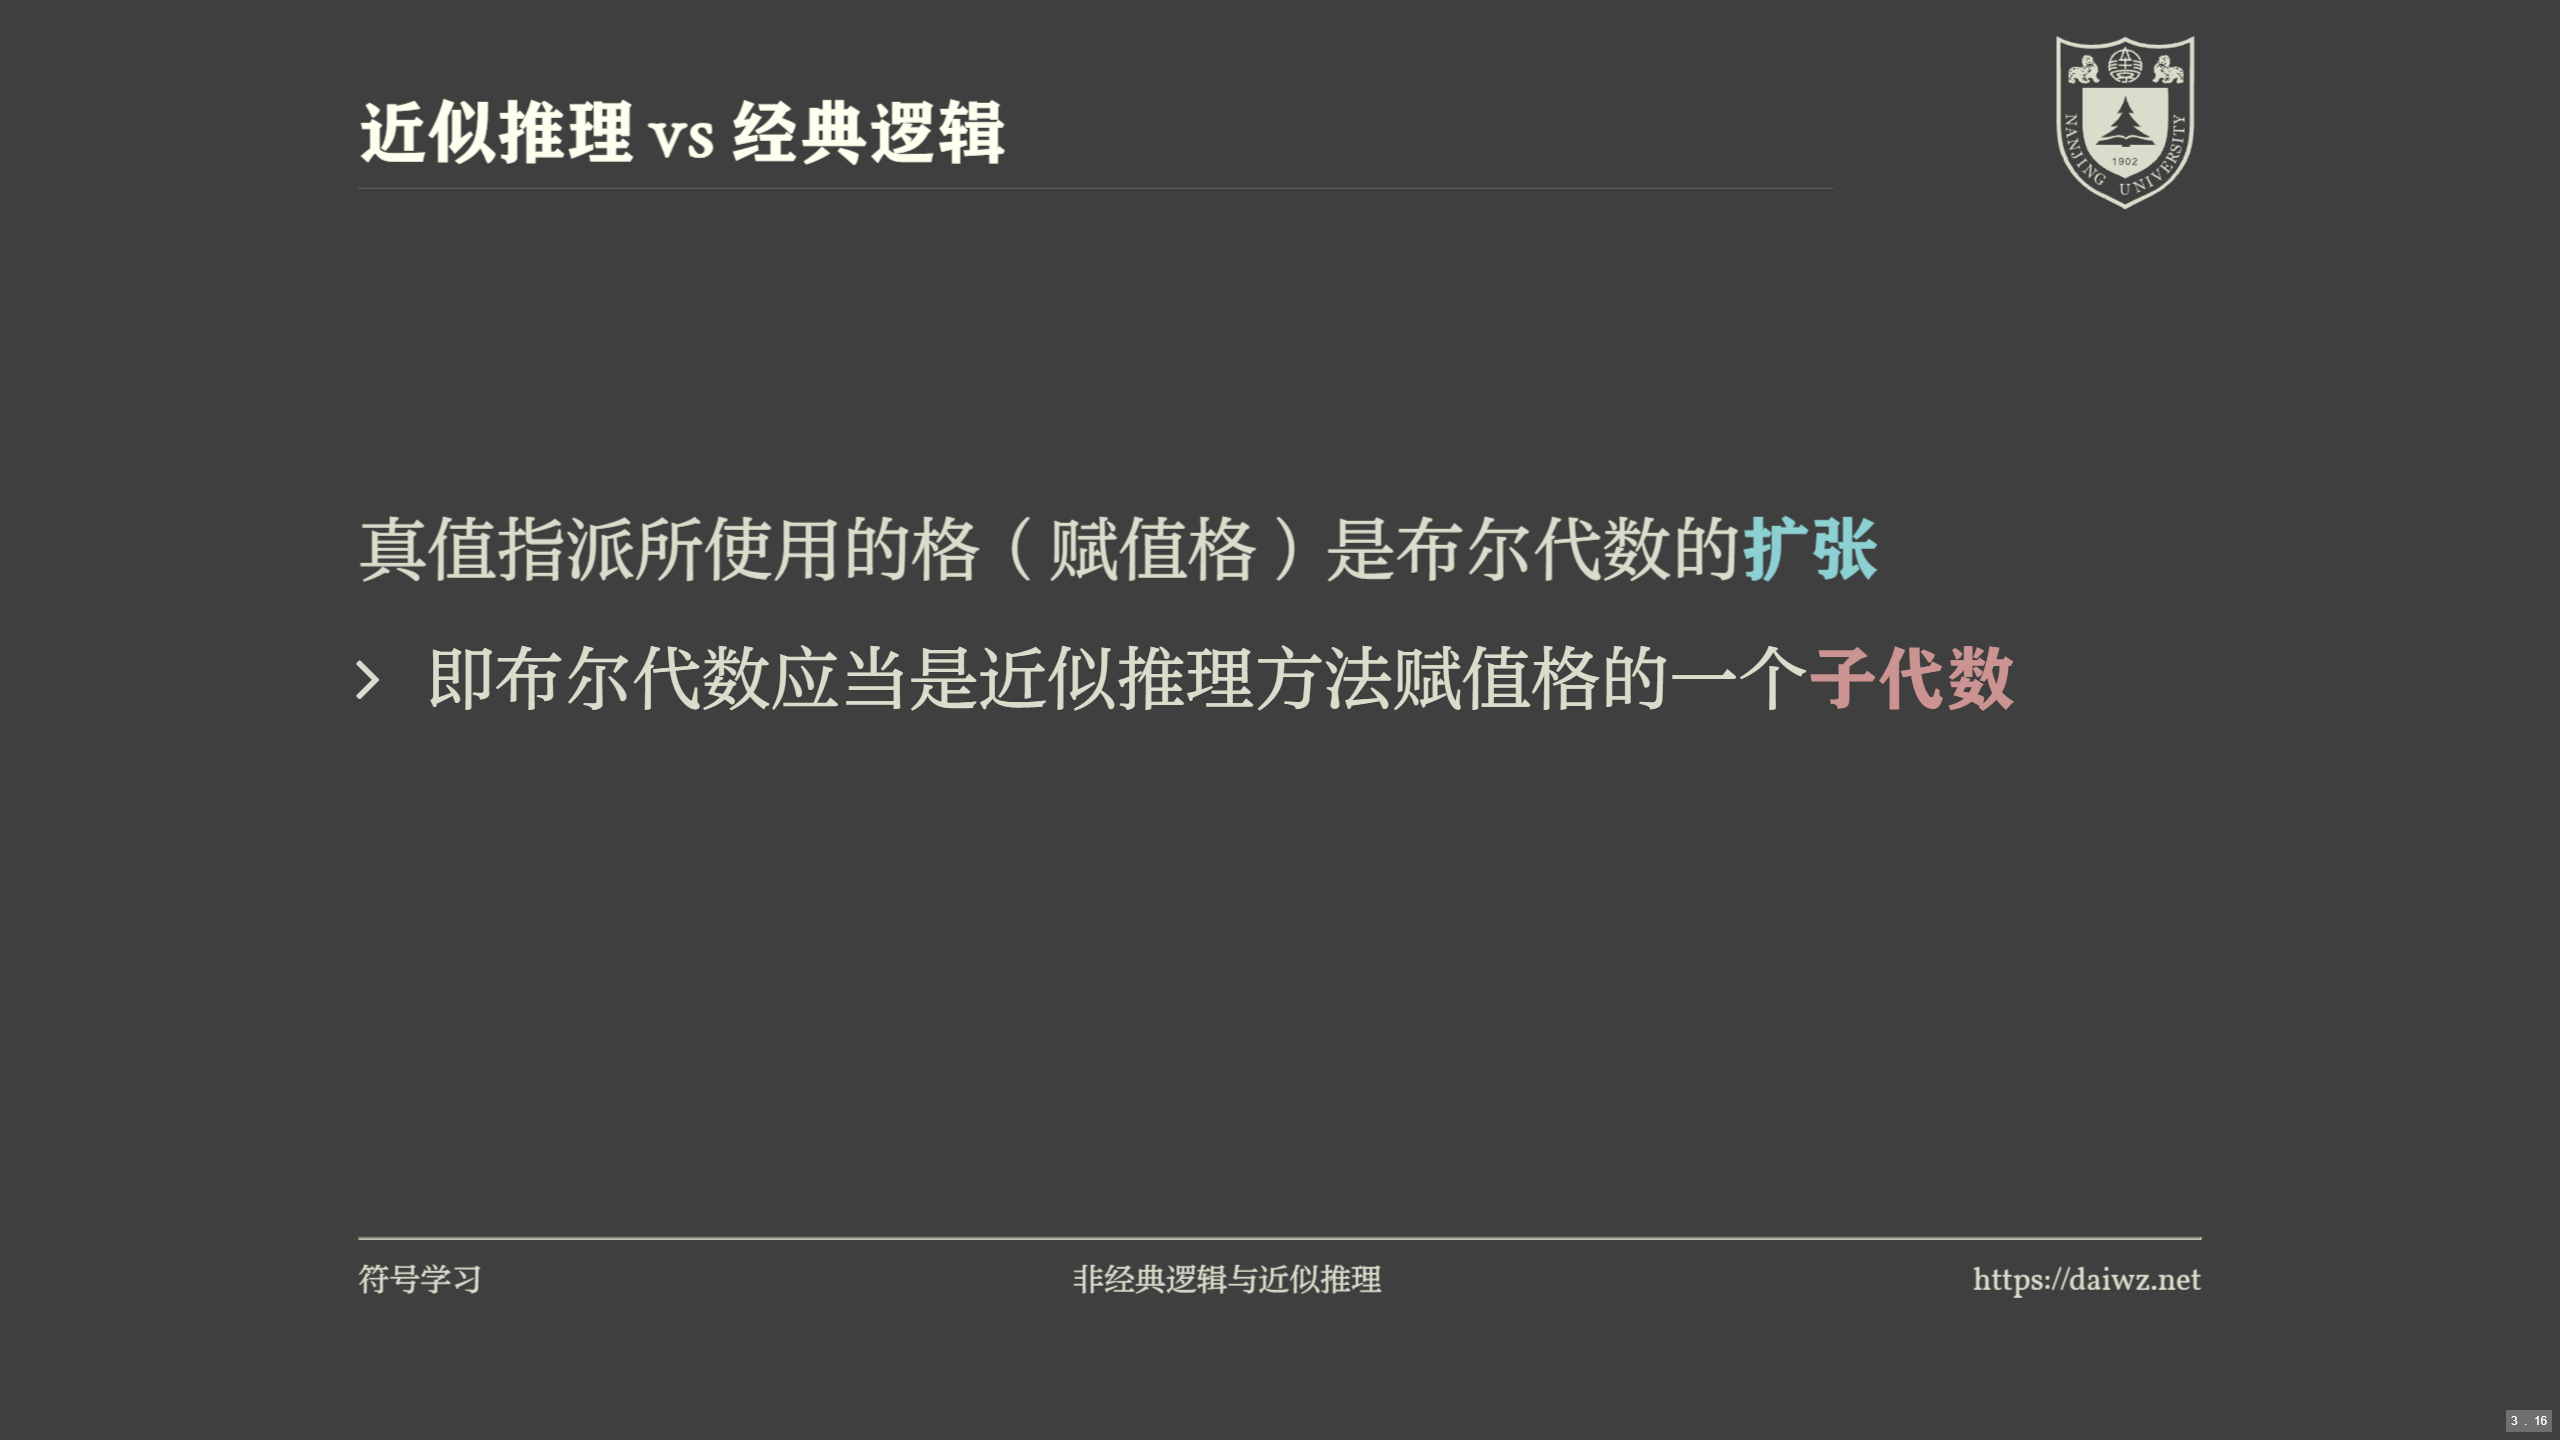 近似推理 vs 经典逻辑
NANJING UNIVERSITY
1902
真值指派所使用的格（赋值格）是布尔代数的扩张
即布尔代数应当是近似推理方法赋值格的一个子代数
符号学习
非经典逻辑与近似推理
https://daiwz.net
3 . 16